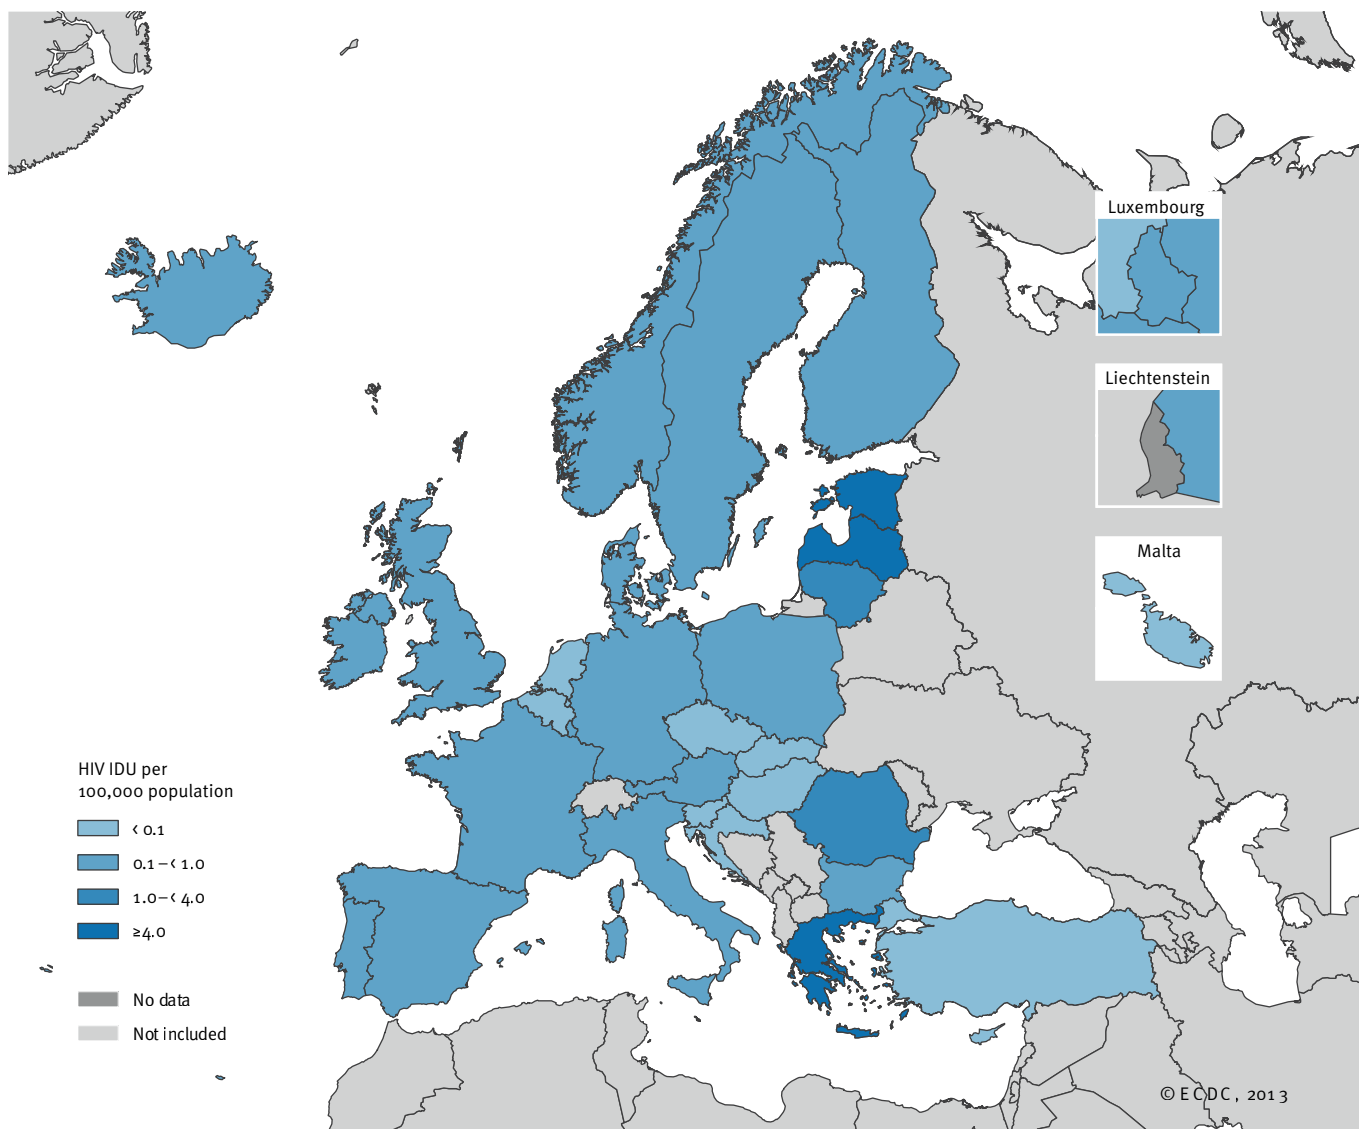 Luxembourg
Liechtenstein
Malta
HIV IDU per
100,000 population
< 0.1
0.1 – < 1.0
1.0 – < 4.0
≥4.0
No data
Not included
© ECDC, 2013